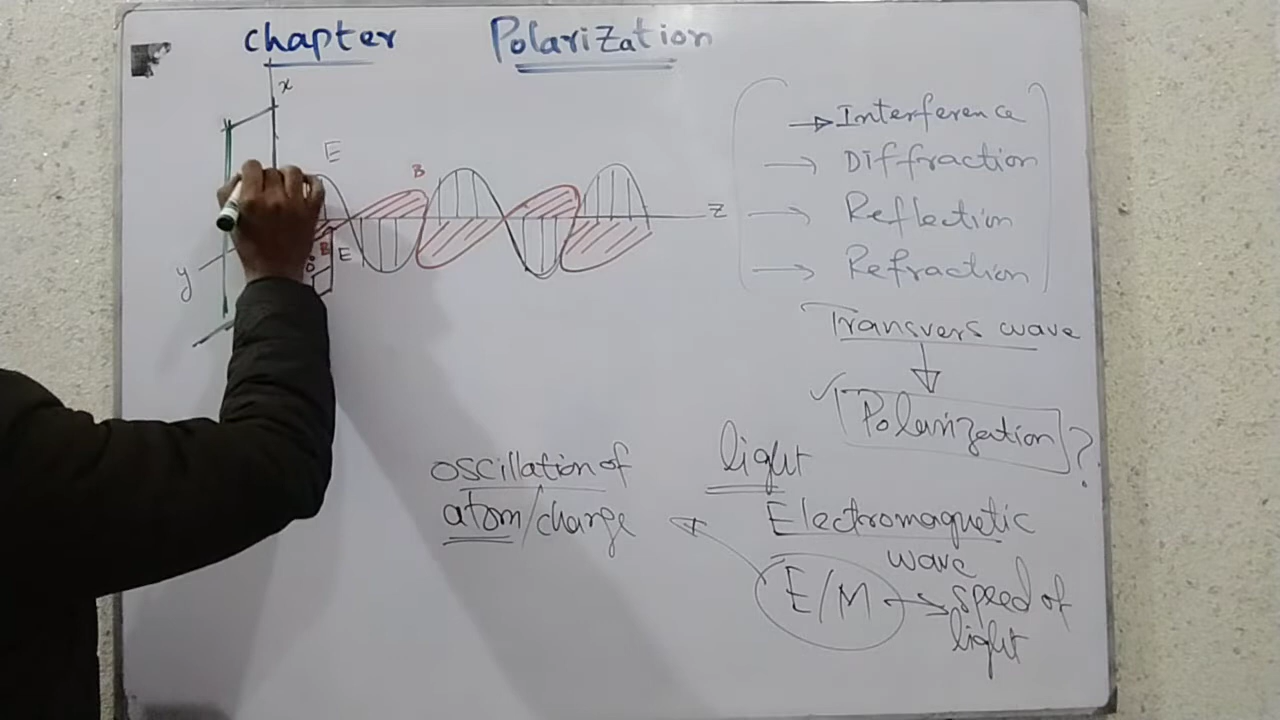 chapter Polarization
x
E
B
z
y
B
E
→ Interference
→ Diffraction
→ Reflection
→ Refraction
Transvers wave
Polarization ?
oscillation of
atom/charge
light
Electromagnetic
wave
E/M → speed of
light